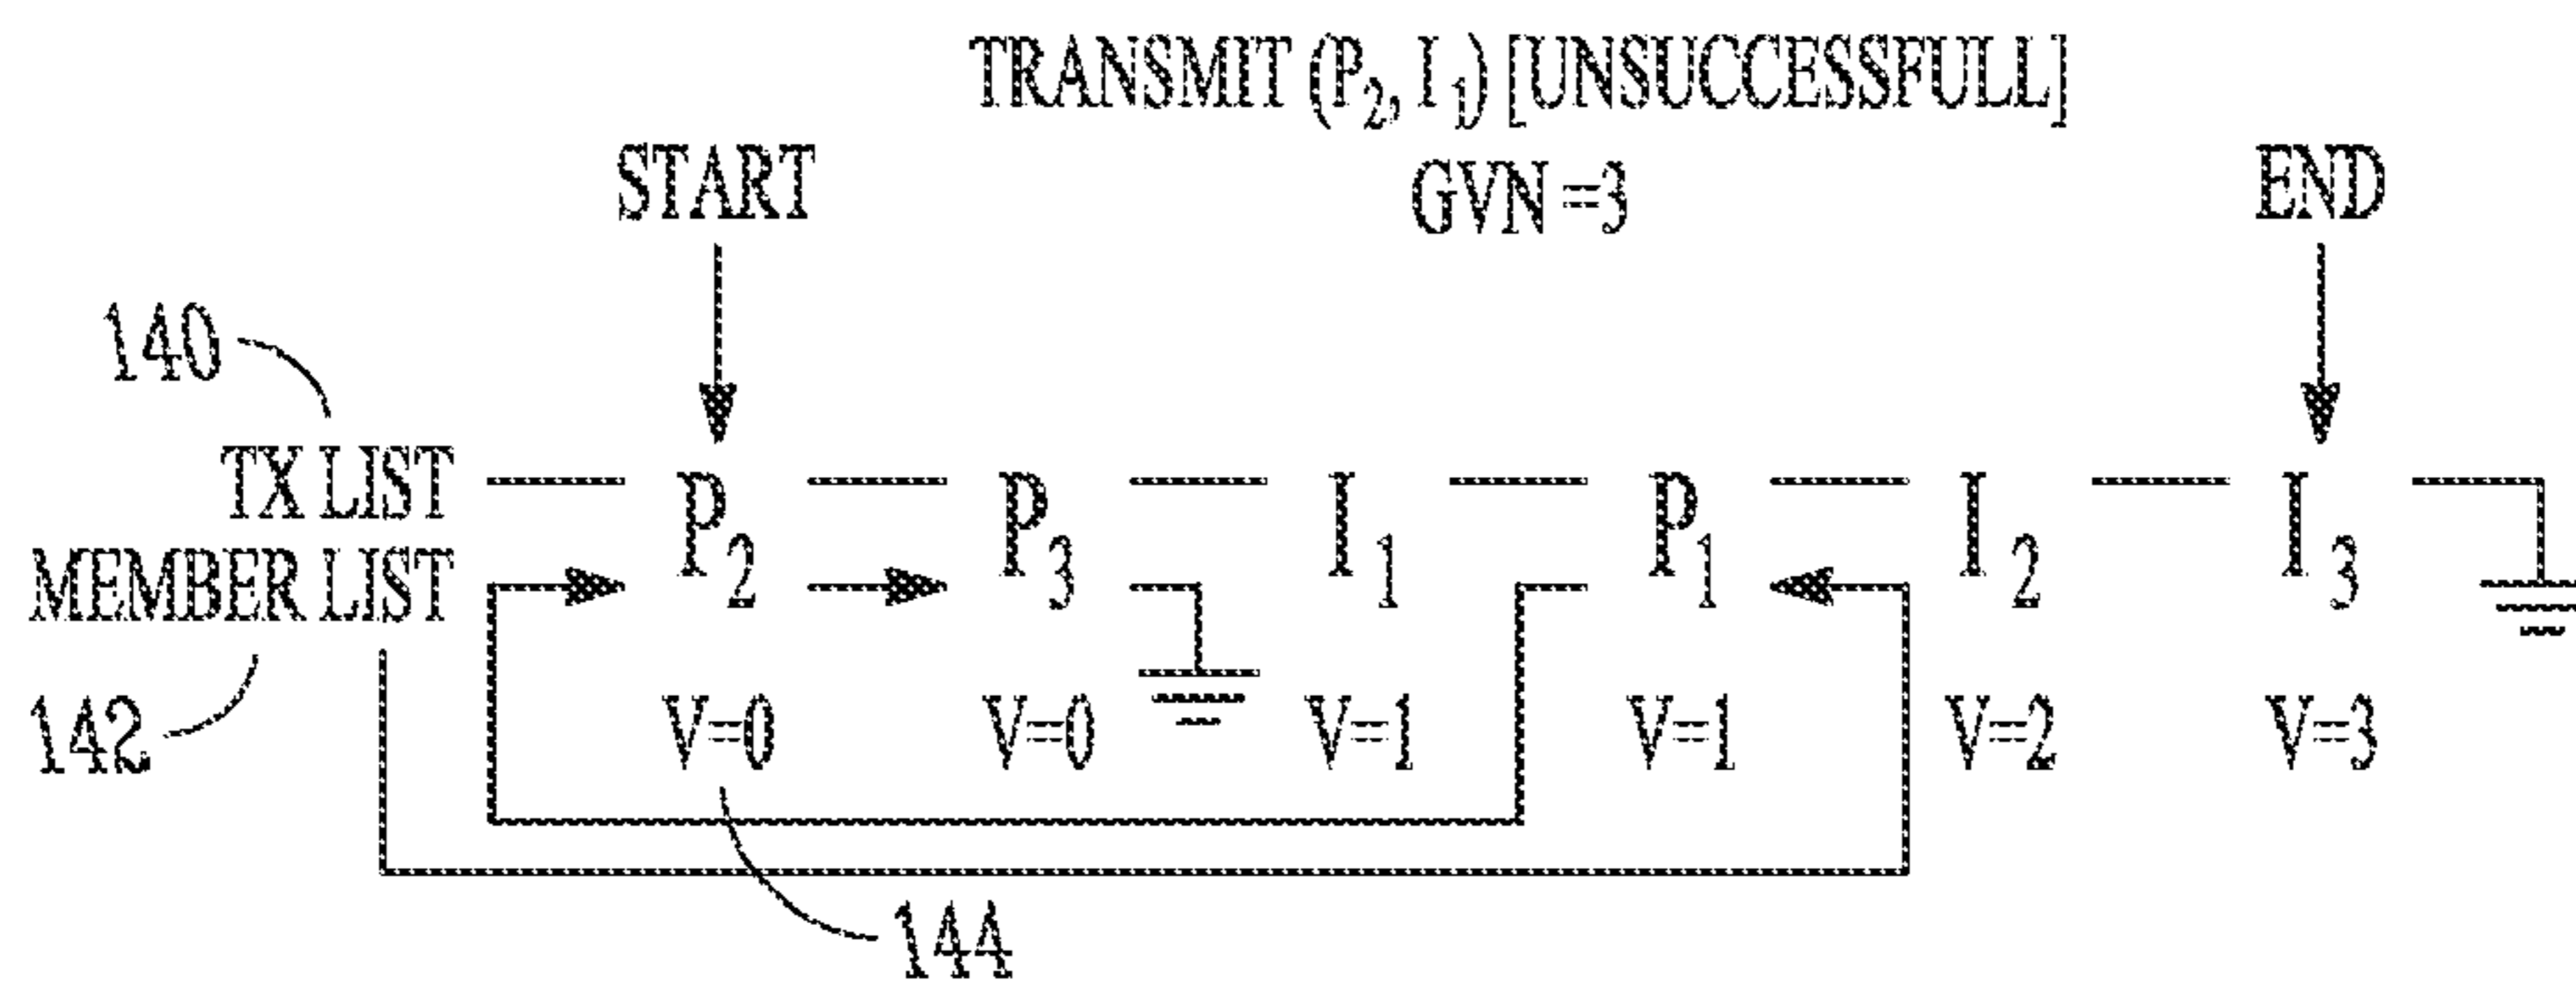 TRANSMIT (P2, I1) [UNSUCCESSFULL]
START
GVN =3
END
140
TX LIST P2 P3 I1 P1 I2 I3
MEMBER LIST
142
V=0 V=0 V=1 V=1 V=2 V=3
144